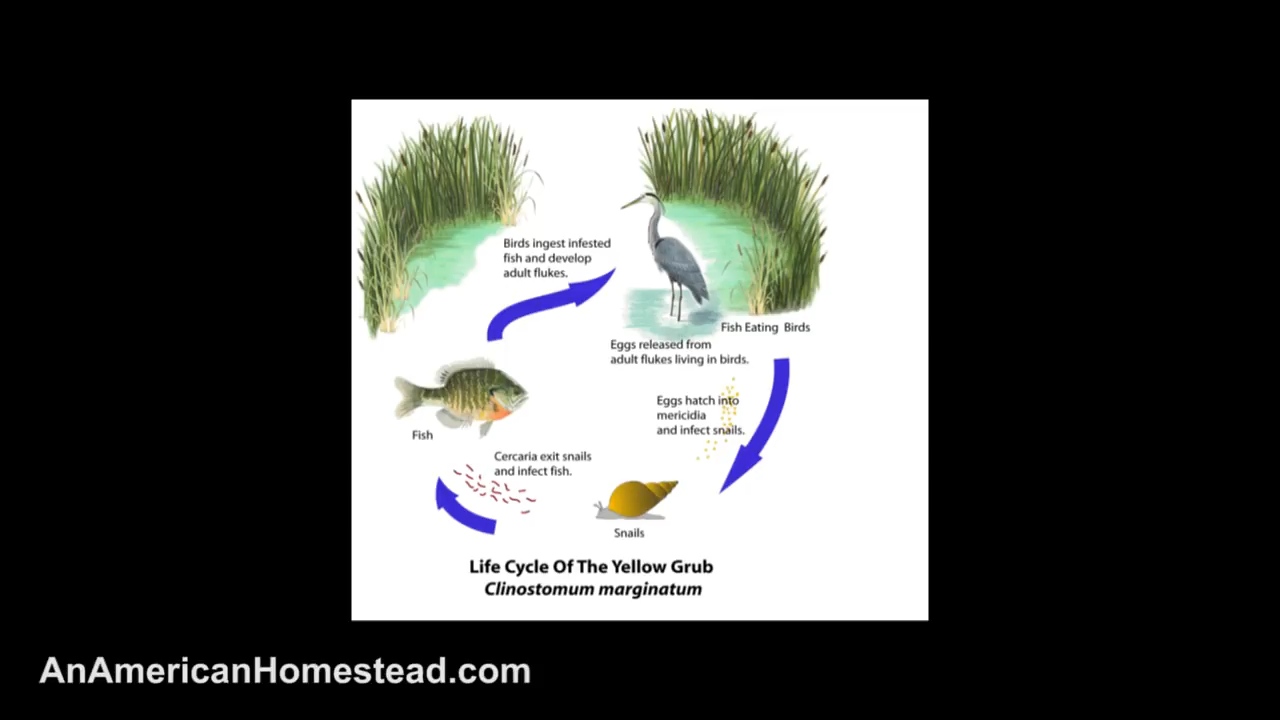 Birds ingest infested
fish and develop
adult flukes.
Fish Eating Birds
Eggs released from
adult flukes living in birds.
Eggs hatch into
mericidia
and infect snails.
Fish
Cercaria exit snails
and infect fish.
Snails
Life Cycle Of The Yellow Grub
Clinostomum marginatum
AnAmericanHomestead.com